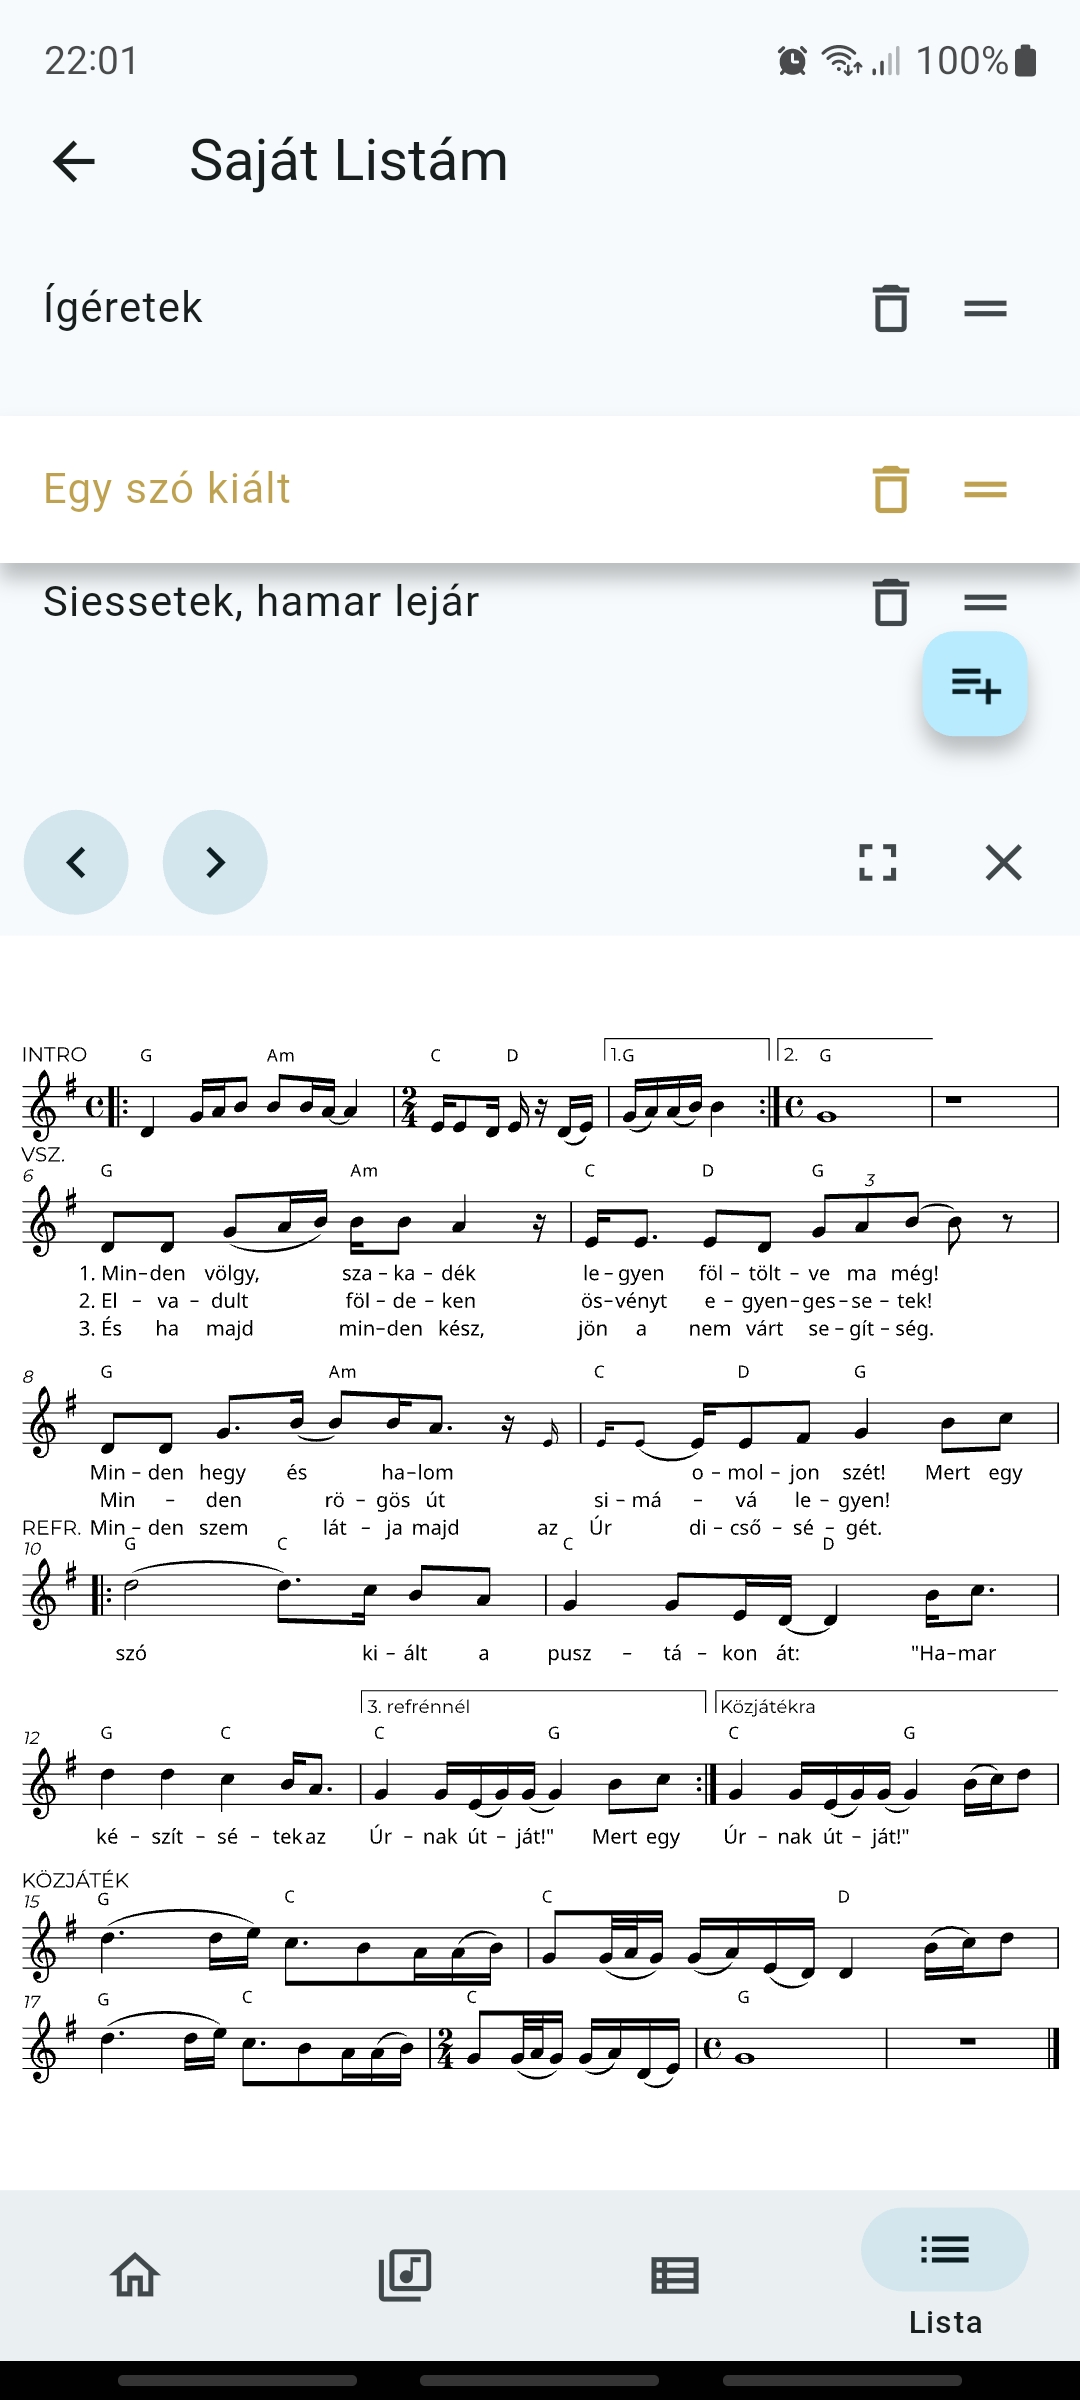 22:01 100%
Saját Listám
Ígéretek
Egy szó kiált
Siessetek, hamar lejár
INTRO G Am C D 1. G 2. G
VSZ.
6 G Am C D G 3
1. Min-den völgy, sza-ka-dék le-gyen föl-tölt-ve ma még!
2. El-va-dult föl-de-ken ös-vényt e-gyen-ges-se-tek!
3. És ha majd min-den kész, jön a nem várt se-gít-ség.
8 G Am C D G
Min-den hegy és ha-lom o-mol-jon szét! Mert egy
Min-den rö-gös út si-má-vá le-gyen!
REFR. Min-den szem lát-ja majd az Úr di-cső-sé-gét.
10 G C C D
szó ki-ált a pusz-tá-kon át: "Ha-mar
3. refrénnél Közjátékra
12 G C C G C G
ké-szít-sé-tek az Úr-nak út-ját!" Mert egy Úr-nak út-ját!"
KÖZJÁTÉK
15 G C C D
17 G C C G
Lista